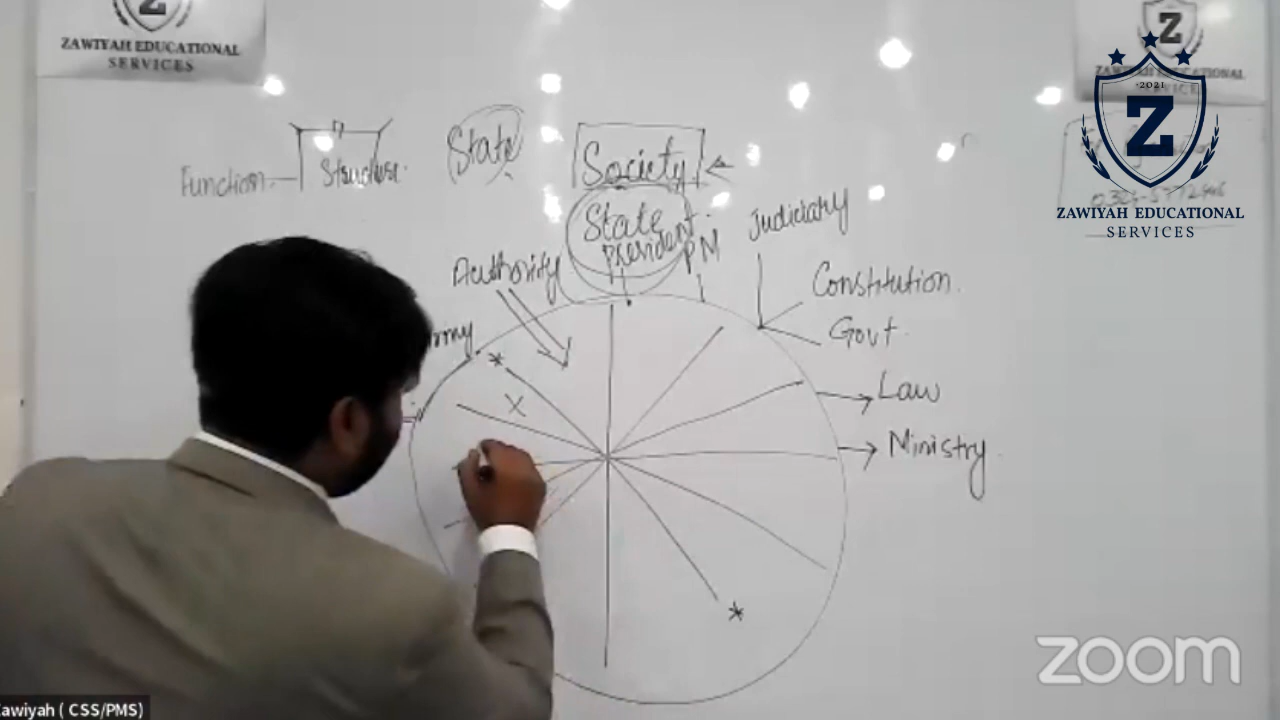 Z
ZAWIYAH EDUCATIONAL
SERVICES
2021
Z
ZAWIYAH EDUCATIONAL
SERVICES
State
Society
Function
Structure
State
President
PM
Judiciary
Authority
Constitution
Govt.
Army
Law
Ministry
zoom
Zawiyah ( CSS/PMS)